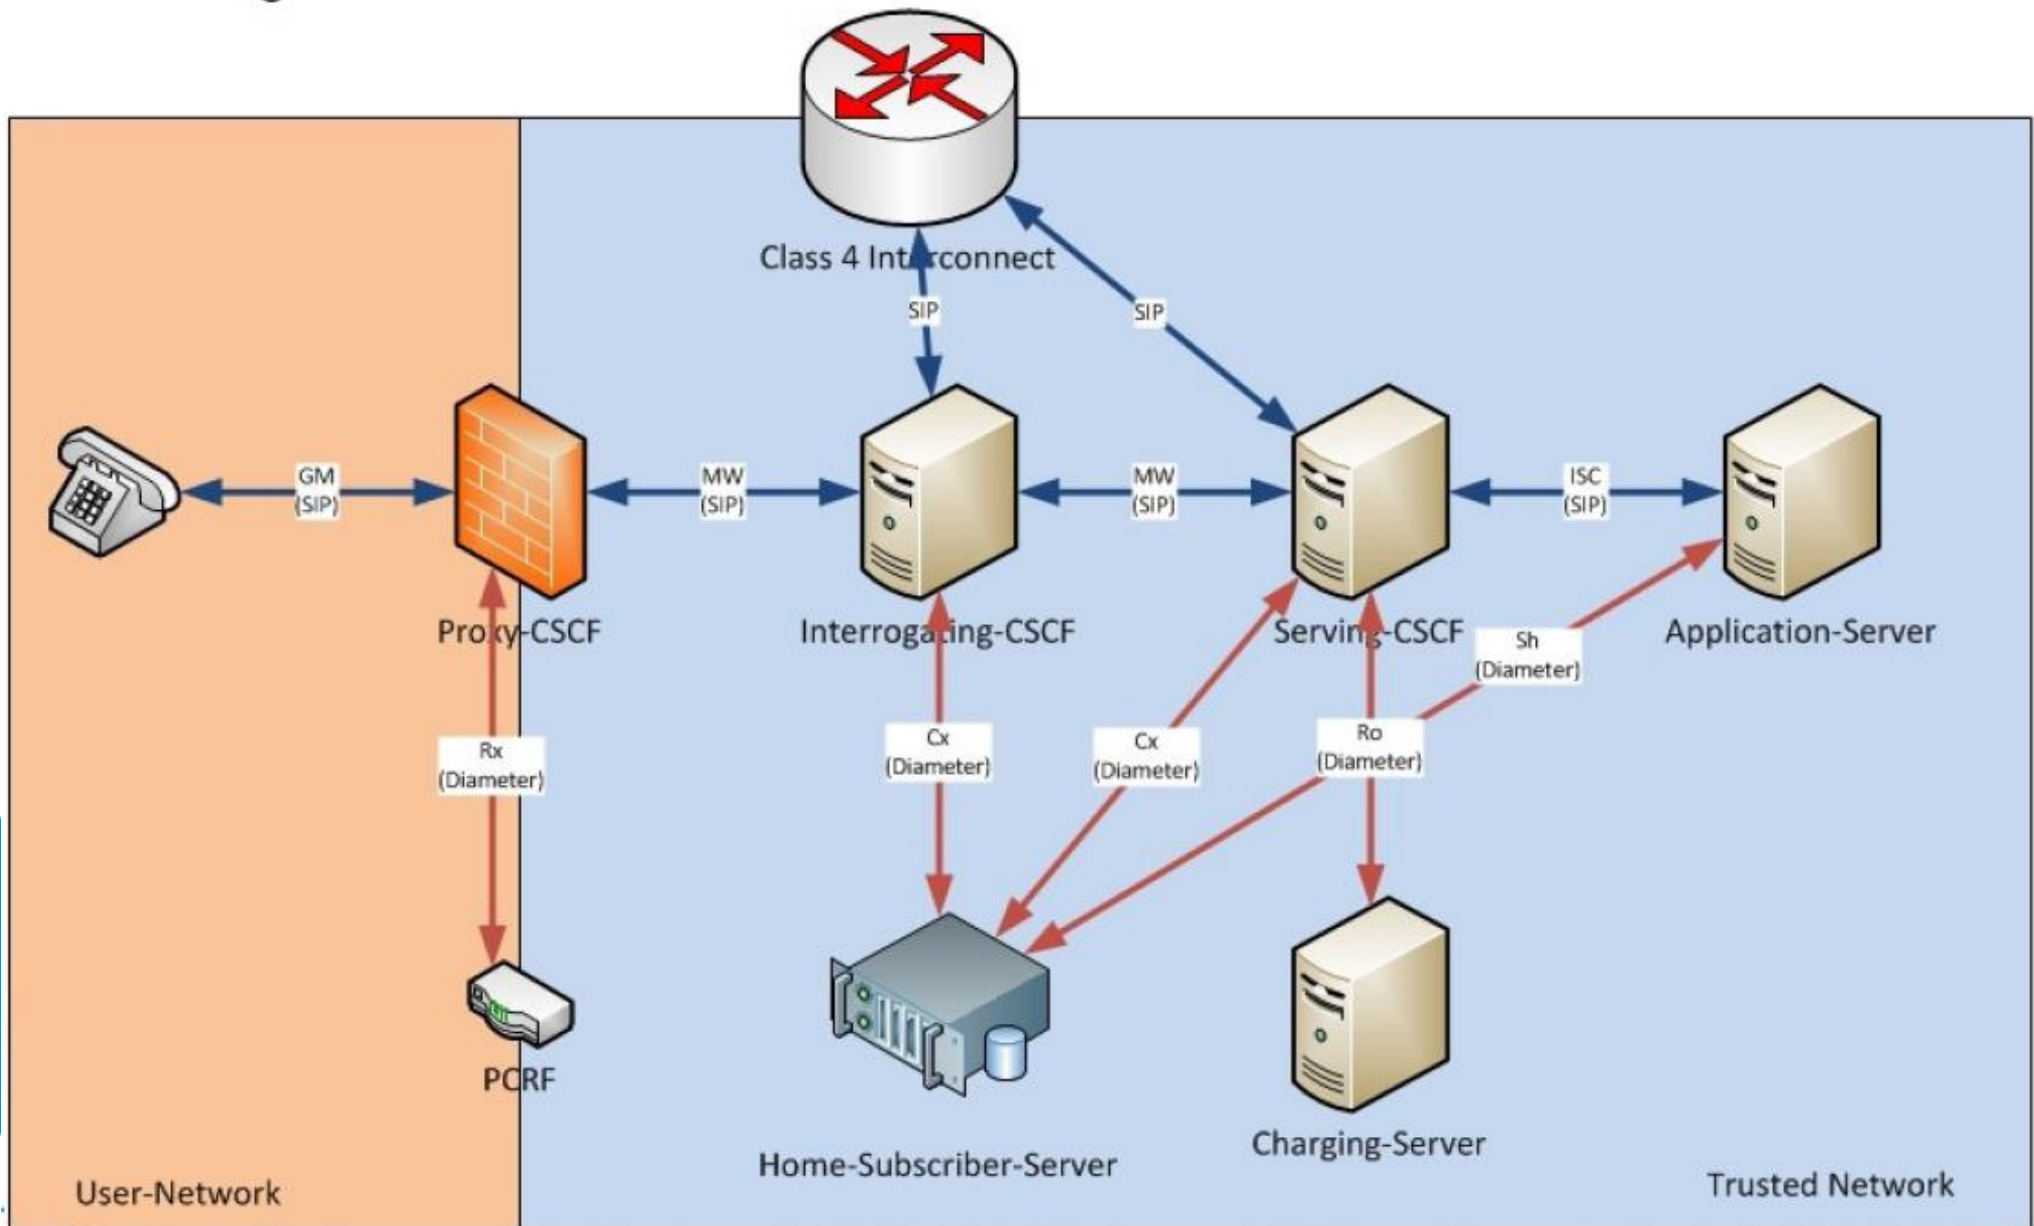 Class 4 Interconnect
SIP
SIP
GM
(SIP)
MW
(SIP)
MW
(SIP)
ISC
(SIP)
Proxy-CSCF
Interrogating-CSCF
Serving-CSCF
Application-Server
Sh
(Diameter)
Rx
(Diameter)
Cx
(Diameter)
Cx
(Diameter)
Ro
(Diameter)
PCRF
Home-Subscriber-Server
Charging-Server
User-Network
Trusted Network